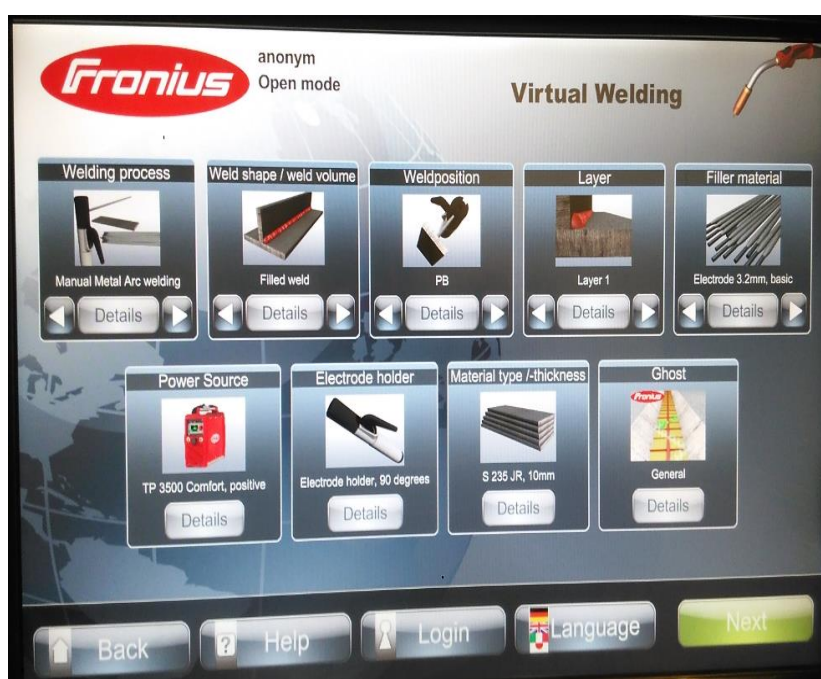 Fronius
anonym
Open mode
Virtual Welding
Welding process
Manual Metal Arc welding
Details
Weld shape / weld volume
Filled weld
Details
Weldposition
PB
Details
Layer
Layer 1
Details
Filler material
Electrode 3.2mm, basic
Details
Power Source
TP 3500 Comfort, positive
Details
Electrode holder
Electrode holder, 90 degrees
Details
Material type /-thickness
S 235 JR, 10mm
Details
Ghost
Fronius
General
Details
Back
? Help
Login
Language
Next